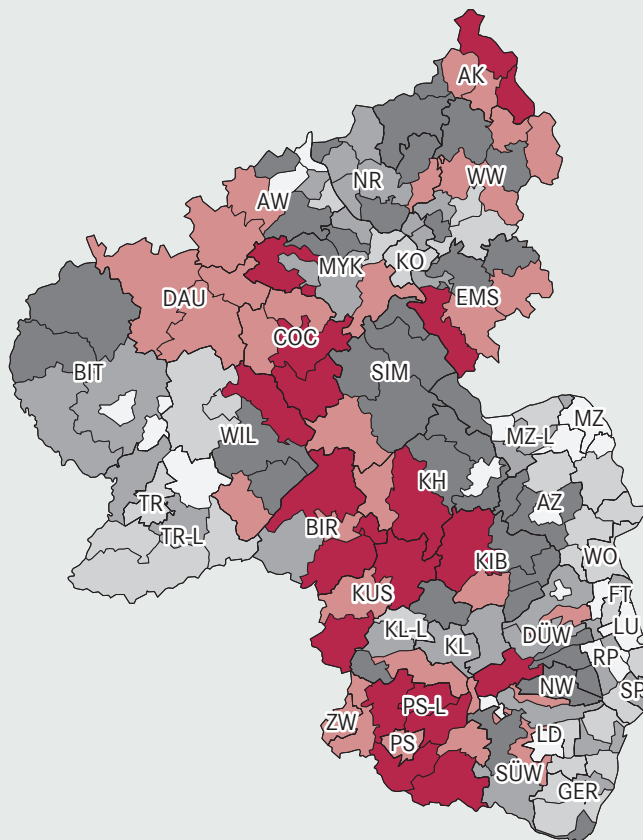 AK
NR
WW
AW
KO
MYK
EMS
DAU
COC
BIT
SIM
MZ
MZ-L
WIL
KH
AZ
TR
BIR
TR-L
WO
KIB
KUS
FT
KL-L
LU
DÜW
KL
RP
NW
SP
PS-L
ZW
LD
PS
SÜW
GER